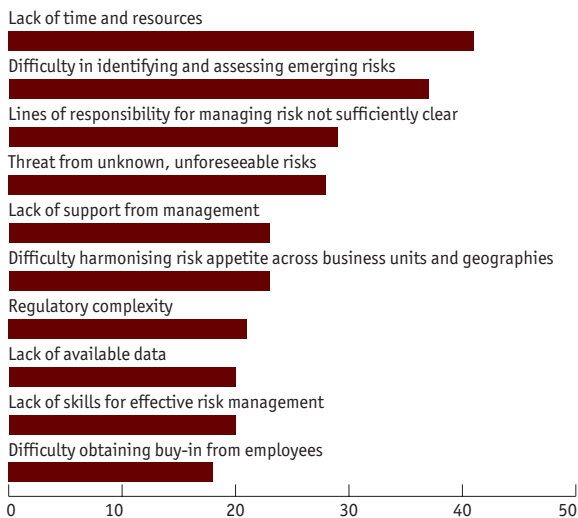 Lack of time and resources
Difficulty in identifying and assessing emerging risks
Lines of responsibility for managing risk not sufficiently clear
Threat from unknown, unforeseeable risks
Lack of support from management
Difficulty harmonising risk appetite across business units and geographies
Regulatory complexity
Lack of available data
Lack of skills for effective risk management
Difficulty obtaining buy-in from employees
0 10 20 30 40 50